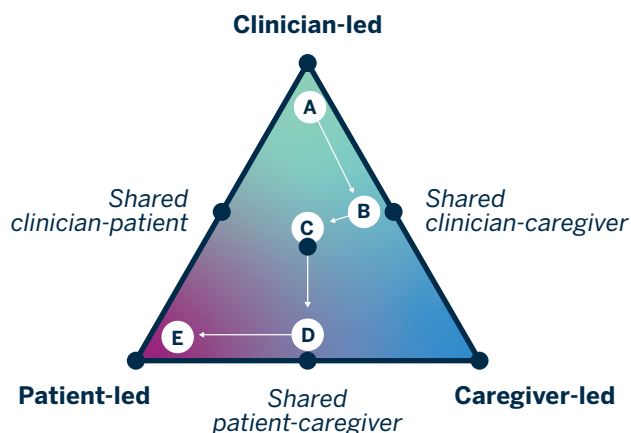 Clinician-led
A
Shared
clinician-patient
B
Shared
clinician-caregiver
C
D
E
Patient-led
Shared
patient-caregiver
Caregiver-led